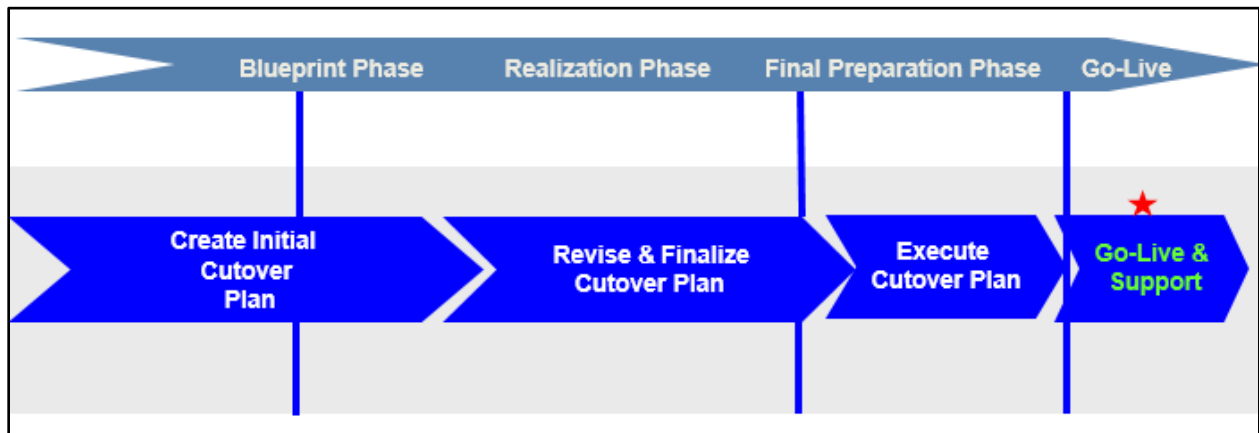 Blueprint Phase
Realization Phase
Final Preparation Phase
Go-Live
Create Initial
Cutover
Plan
Revise & Finalize
Cutover Plan
Execute
Cutover Plan
Go-Live &
Support